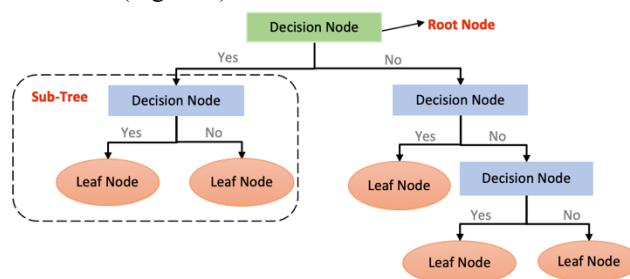 Decision Node
Root Node
Yes
No
Sub-Tree
Decision Node
Decision Node
Yes
No
Yes
No
Leaf Node
Leaf Node
Leaf Node
Decision Node
Yes
No
Leaf Node
Leaf Node